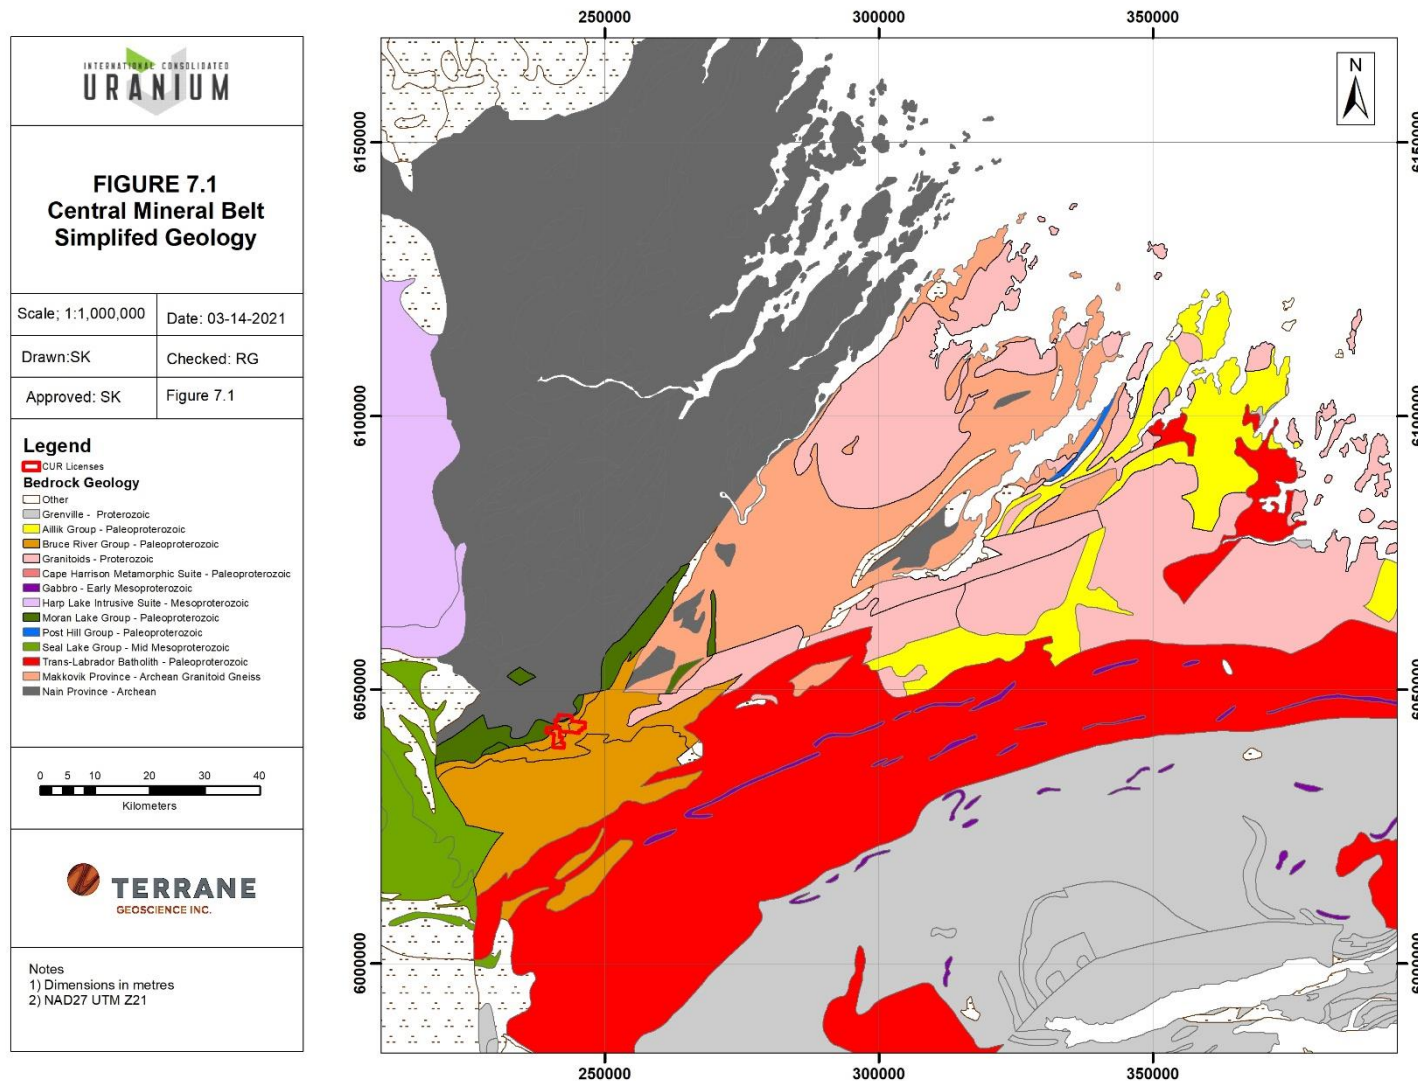 INTERNATIONAL CONSOLIDATED
URANIUM
FIGURE 7.1
Central Mineral Belt
Simplifed Geology
Scale; 1:1,000,000
Date: 03-14-2021
Drawn:SK
Checked: RG
Approved: SK
Figure 7.1
Legend
CUR Licenses
Bedrock Geology
Other
Grenville - Proterozoic
Aillik Group - Paleoproterozoic
Bruce River Group - Paleoproterozoic
Granitoids - Proterozoic
Cape Harrison Metamorphic Suite - Paleoproterozoic
Gabbro - Early Mesoproterozoic
Harp Lake Intrusive Suite - Mesoproterozoic
Moran Lake Group - Paleoproterozoic
Post Hill Group - Paleoproterozoic
Seal Lake Group - Mid Mesoproterozoic
Trans-Labrador Batholith - Paleoproterozoic
Makkovik Province - Archean Granitoid Gneiss
Nain Province - Archean
0 5 10 20 30 40
Kilometers
TERRANE
GEOSCIENCE INC.
Notes
1) Dimensions in metres
2) NAD27 UTM Z21
250000 300000 350000
N
6150000 6150000
6100000 6100000
6050000 6050000
6000000 6000000
250000 300000 350000